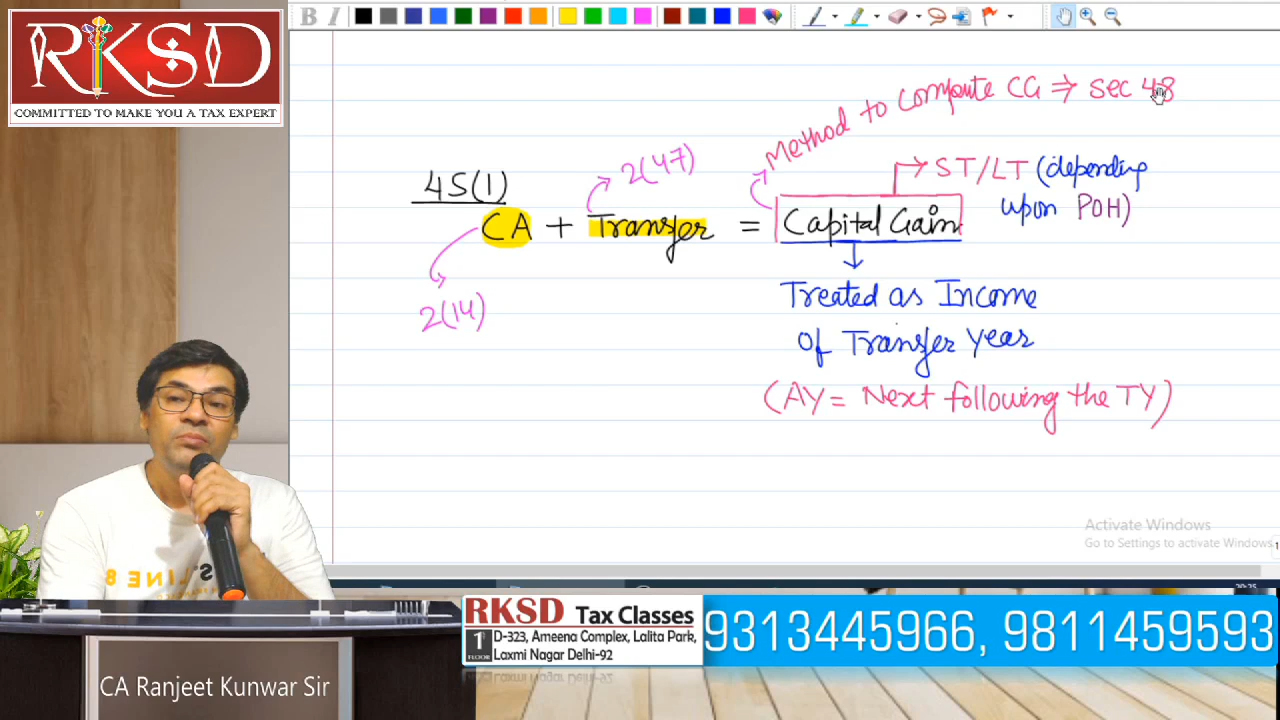 RKSD
COMMITTED TO MAKE YOU A TAX EXPERT
B I
Method to Compute CG ⇒ Sec 48
45(1)
2(47)
ST/LT (depending
upon POH)
CA + Transfer = Capital Gain
2(14)
Treated as Income
of Transfer Year
(AY = Next following the TY)
Activate Windows
Go to Settings to activate Windows.
RKSD Tax Classes
1st FLOOR
D-323, Ameena Complex, Lalita Park,
Laxmi Nagar Delhi-92
9313445966, 9811459593
CA Ranjeet Kunwar Sir